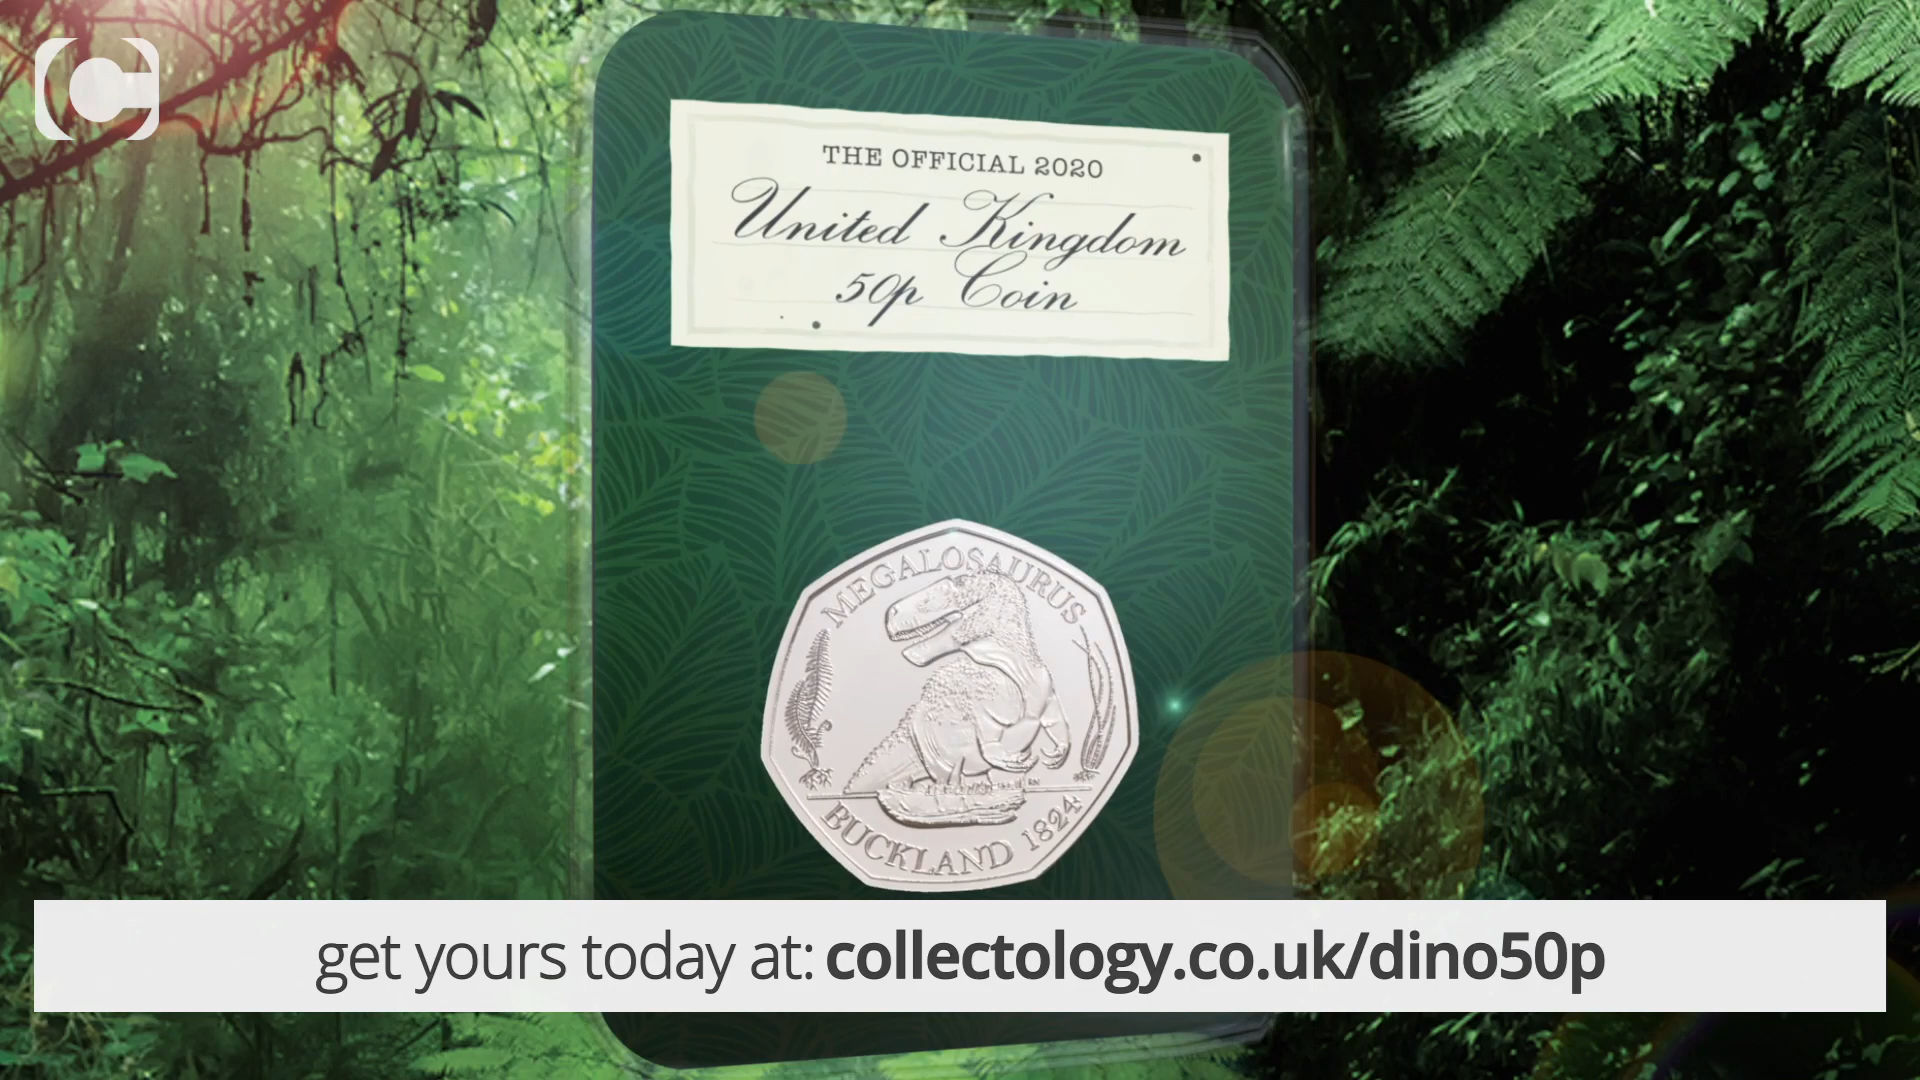 THE OFFICIAL 2020
United Kingdom
50p Coin
MEGALOSAURUS
BUCKLAND 1824
get yours today at: collectology.co.uk/dino50p